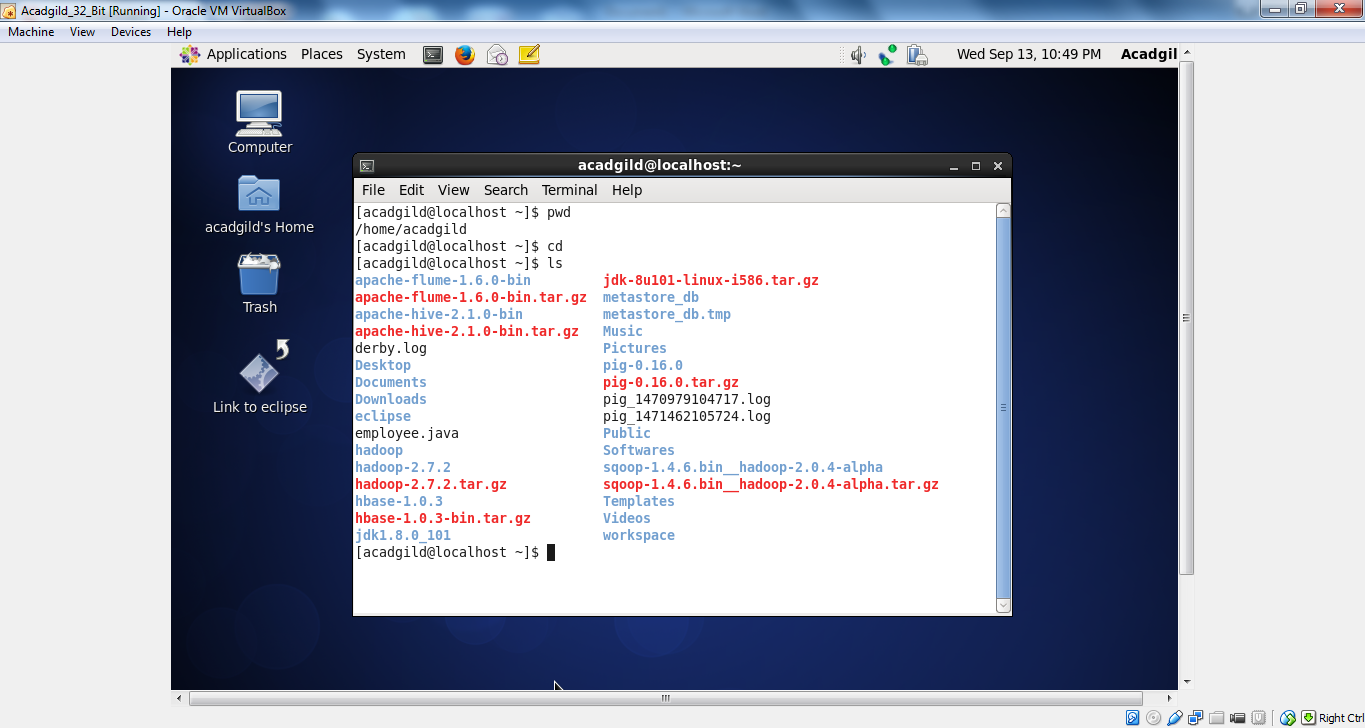 Acadgild_32_Bit [Running] - Oracle VM VirtualBox
Machine View Devices Help
Applications Places System Wed Sep 13, 10:49 PM Acadgil
Computer
acadgild's Home
Trash
Link to eclipse
acadgild@localhost:~
File Edit View Search Terminal Help
[acadgild@localhost ~]$ pwd
/home/acadgild
[acadgild@localhost ~]$ cd
[acadgild@localhost ~]$ ls
apache-flume-1.6.0-bin jdk-8u101-linux-i586.tar.gz
apache-flume-1.6.0-bin.tar.gz metastore_db
apache-hive-2.1.0-bin metastore_db.tmp
apache-hive-2.1.0-bin.tar.gz Music
derby.log Pictures
Desktop pig-0.16.0
Documents pig-0.16.0.tar.gz
Downloads pig_1470979104717.log
eclipse pig_1471462105724.log
employee.java Public
hadoop Softwares
hadoop-2.7.2 sqoop-1.4.6.bin__hadoop-2.0.4-alpha
hadoop-2.7.2.tar.gz sqoop-1.4.6.bin__hadoop-2.0.4-alpha.tar.gz
hbase-1.0.3 Templates
hbase-1.0.3-bin.tar.gz Videos
jdk1.8.0_101 workspace
[acadgild@localhost ~]$
Right Ctrl